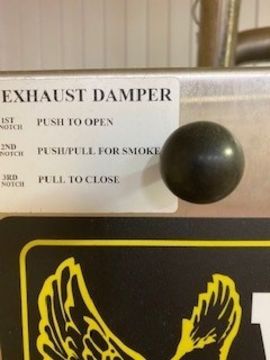 EXHAUST DAMPER
1ST NOTCH PUSH TO OPEN
2ND NOTCH PUSH/PULL FOR SMOKE
3RD NOTCH PULL TO CLOSE